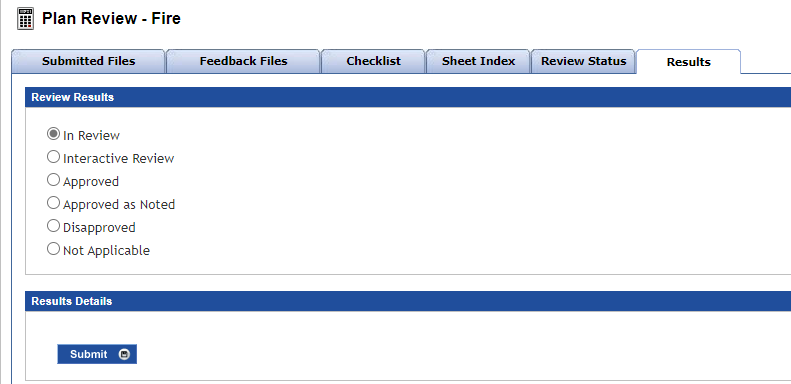 Plan Review - Fire
Submitted Files
Feedback Files
Checklist
Sheet Index
Review Status
Results
Review Results
In Review
Interactive Review
Approved
Approved as Noted
Disapproved
Not Applicable
Results Details
Submit